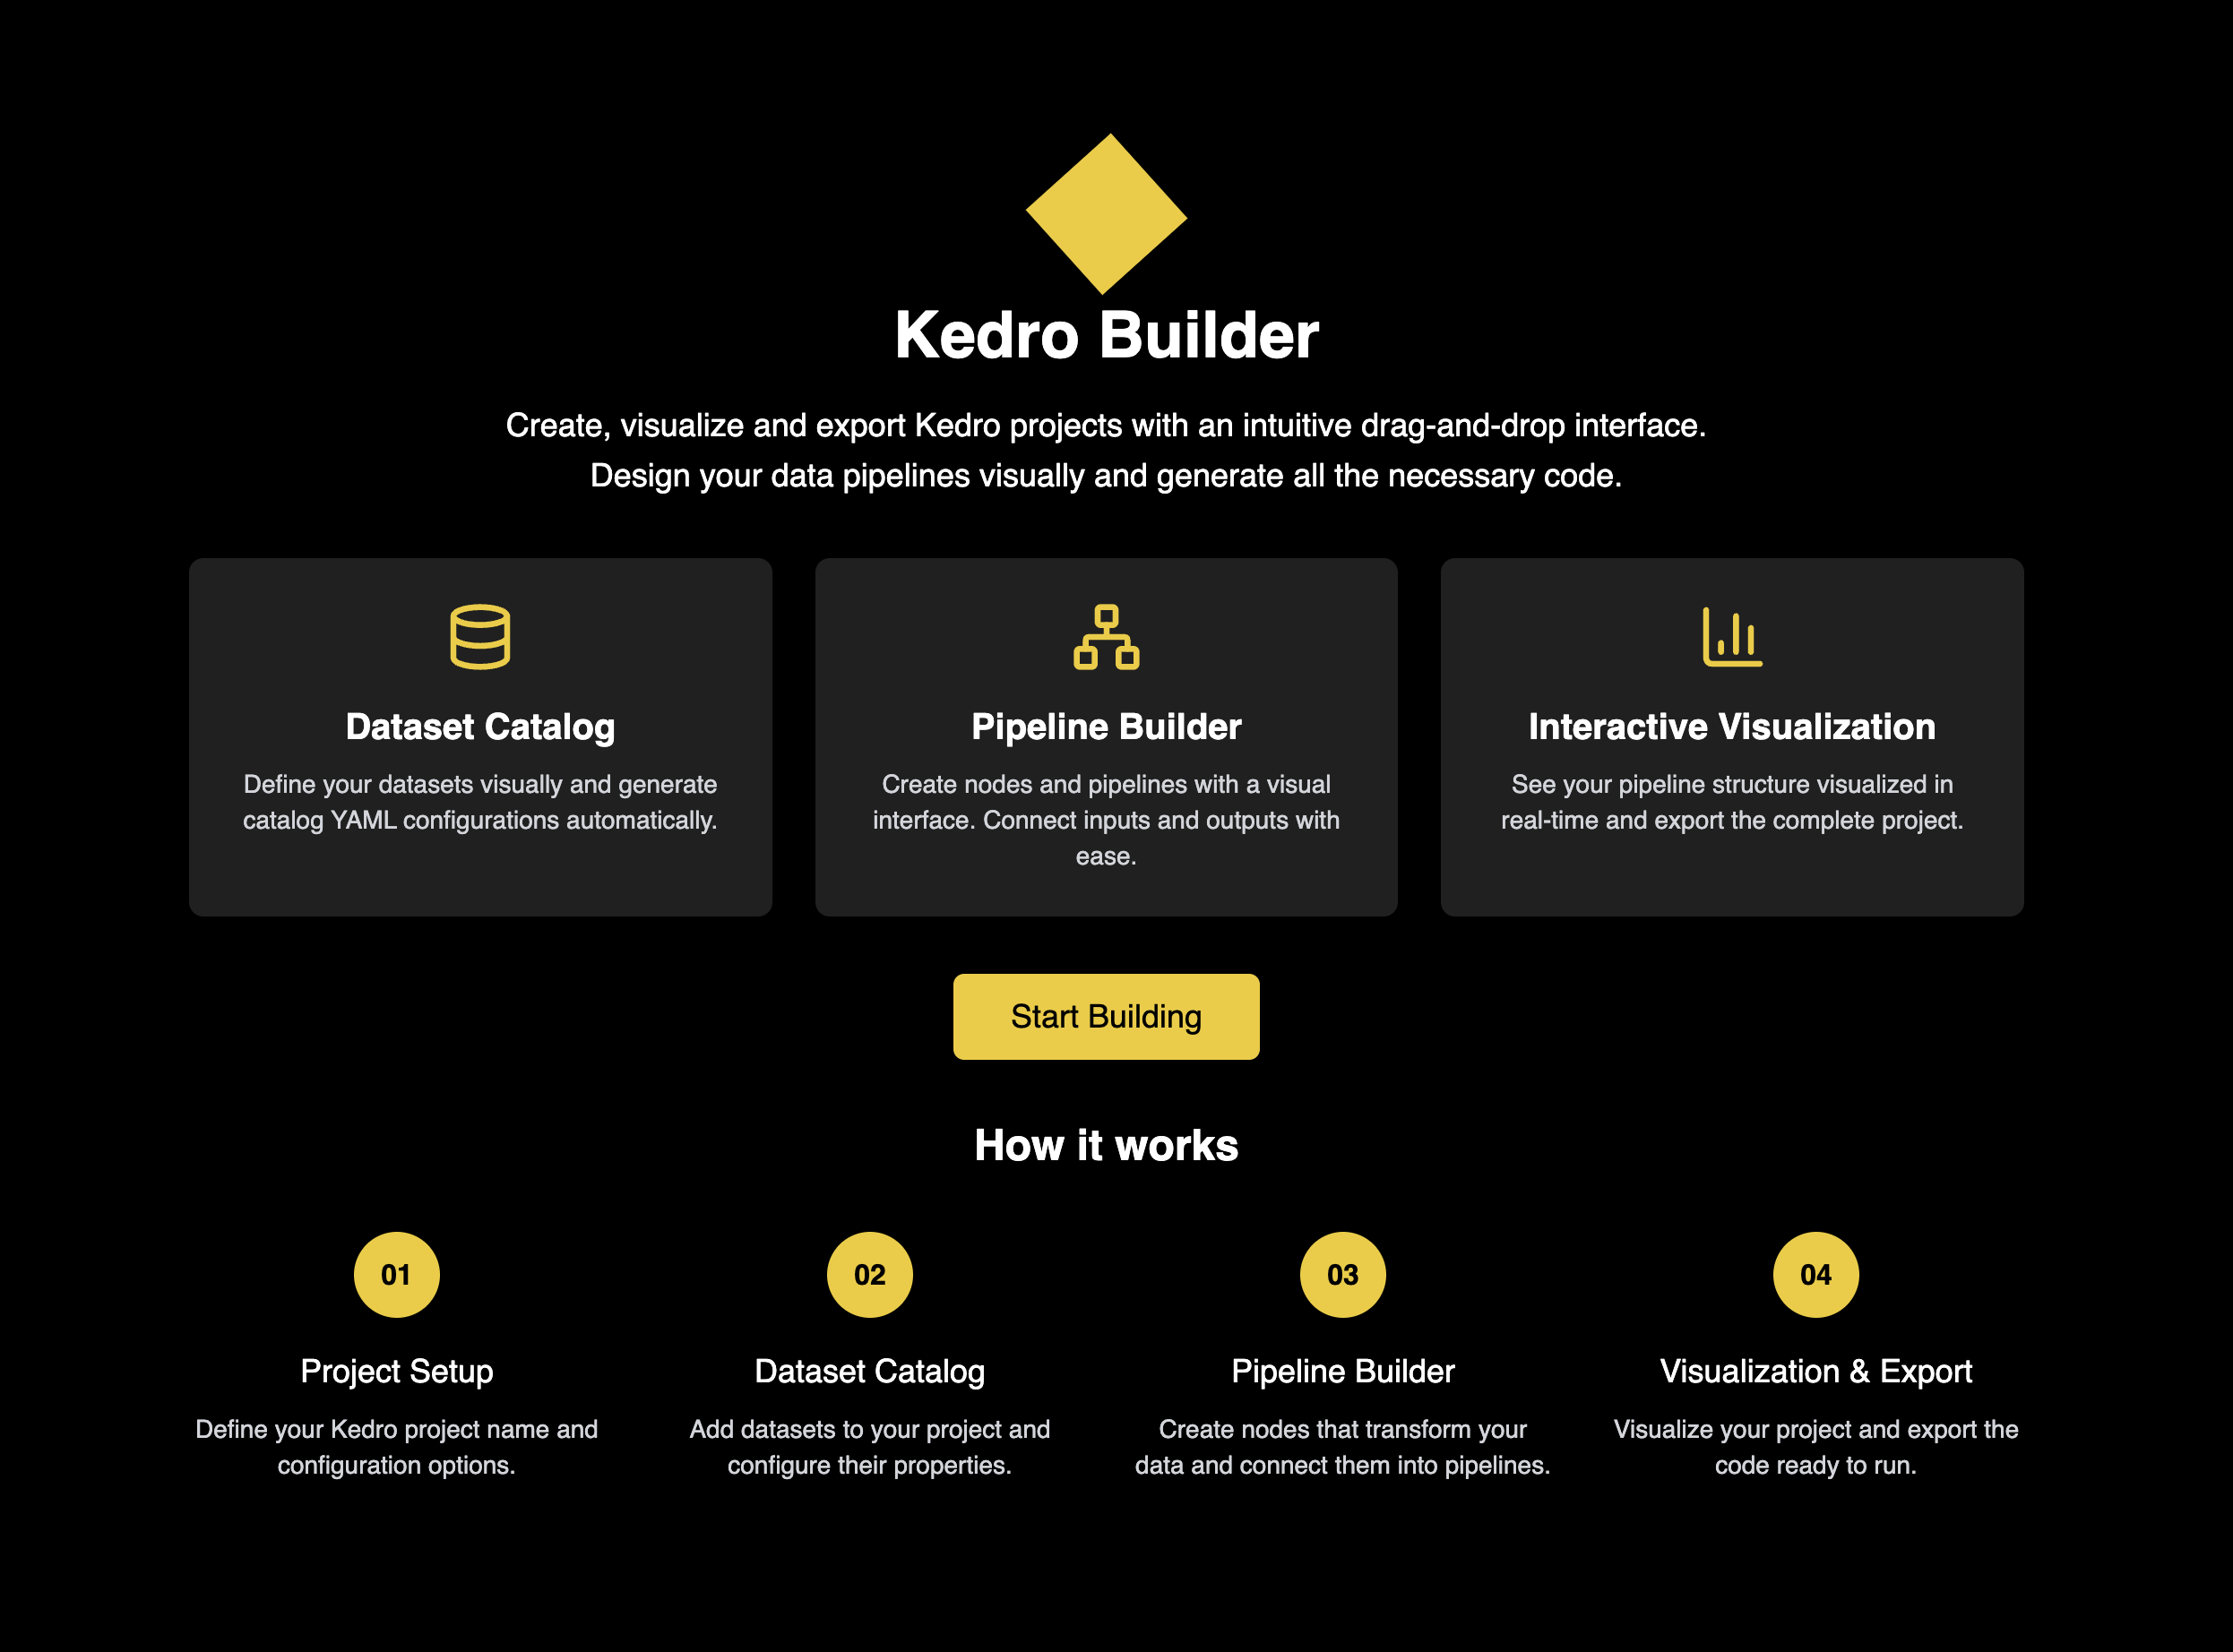 Kedro Builder
Create, visualize and export Kedro projects with an intuitive drag-and-drop interface.
Design your data pipelines visually and generate all the necessary code.
Dataset Catalog
Define your datasets visually and generate
catalog YAML configurations automatically.
Pipeline Builder
Create nodes and pipelines with a visual
interface. Connect inputs and outputs with
ease.
Interactive Visualization
See your pipeline structure visualized in
real-time and export the complete project.
Start Building
How it works
01
Project Setup
Define your Kedro project name and
configuration options.
02
Dataset Catalog
Add datasets to your project and
configure their properties.
03
Pipeline Builder
Create nodes that transform your
data and connect them into pipelines.
04
Visualization & Export
Visualize your project and export the
code ready to run.